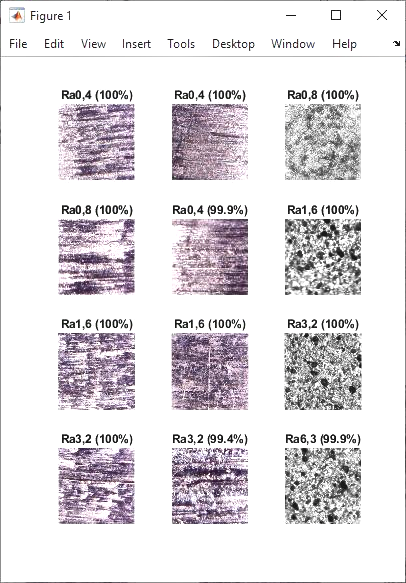 Figure 1
File Edit View Insert Tools Desktop Window Help
Ra0,4 (100%) Ra0,4 (100%) Ra0,8 (100%)
Ra0,8 (100%) Ra0,4 (99.9%) Ra1,6 (100%)
Ra1,6 (100%) Ra1,6 (100%) Ra3,2 (100%)
Ra3,2 (100%) Ra3,2 (99.4%) Ra6,3 (99.9%)